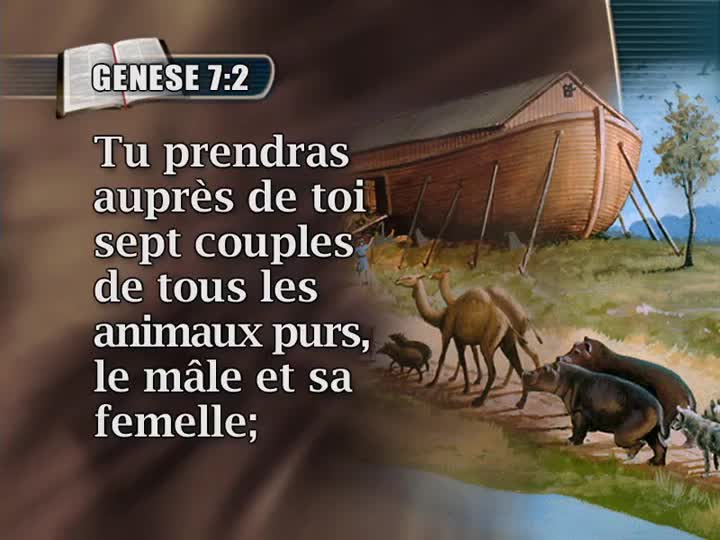 GENESE 7:2
Tu prendras
auprès de toi
sept couples
de tous les
animaux purs,
le mâle et sa
femelle;